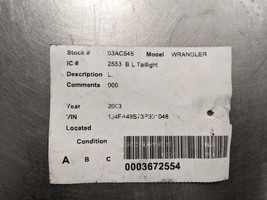 Stock # 03AC545 Model WRANGLER
IC # 2553 B L Taillight
Description L.
Comments 000
Year 2003
VIN
Located
Condition
A B C
0003672554